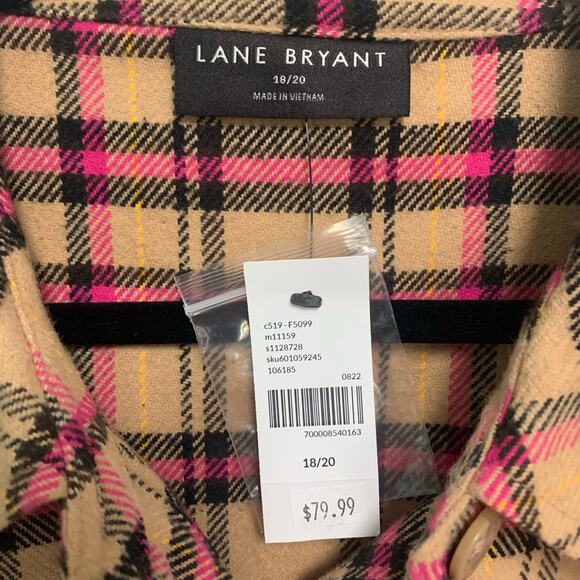 LANE BRYANT
18/20
MADE IN VIETNAM
c519 - F5099
m11159
s1128728
sku601059245
106185
0822
700008540163
18/20
$79.99